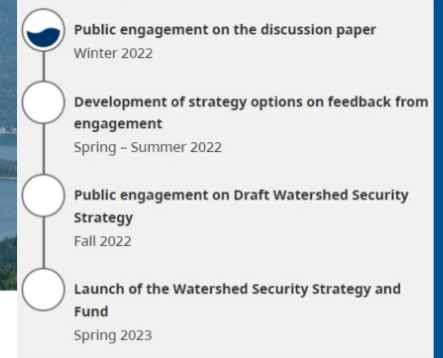 Public engagement on the discussion paper
Winter 2022
Development of strategy options on feedback from
engagement
Spring – Summer 2022
Public engagement on Draft Watershed Security
Strategy
Fall 2022
Launch of the Watershed Security Strategy and
Fund
Spring 2023